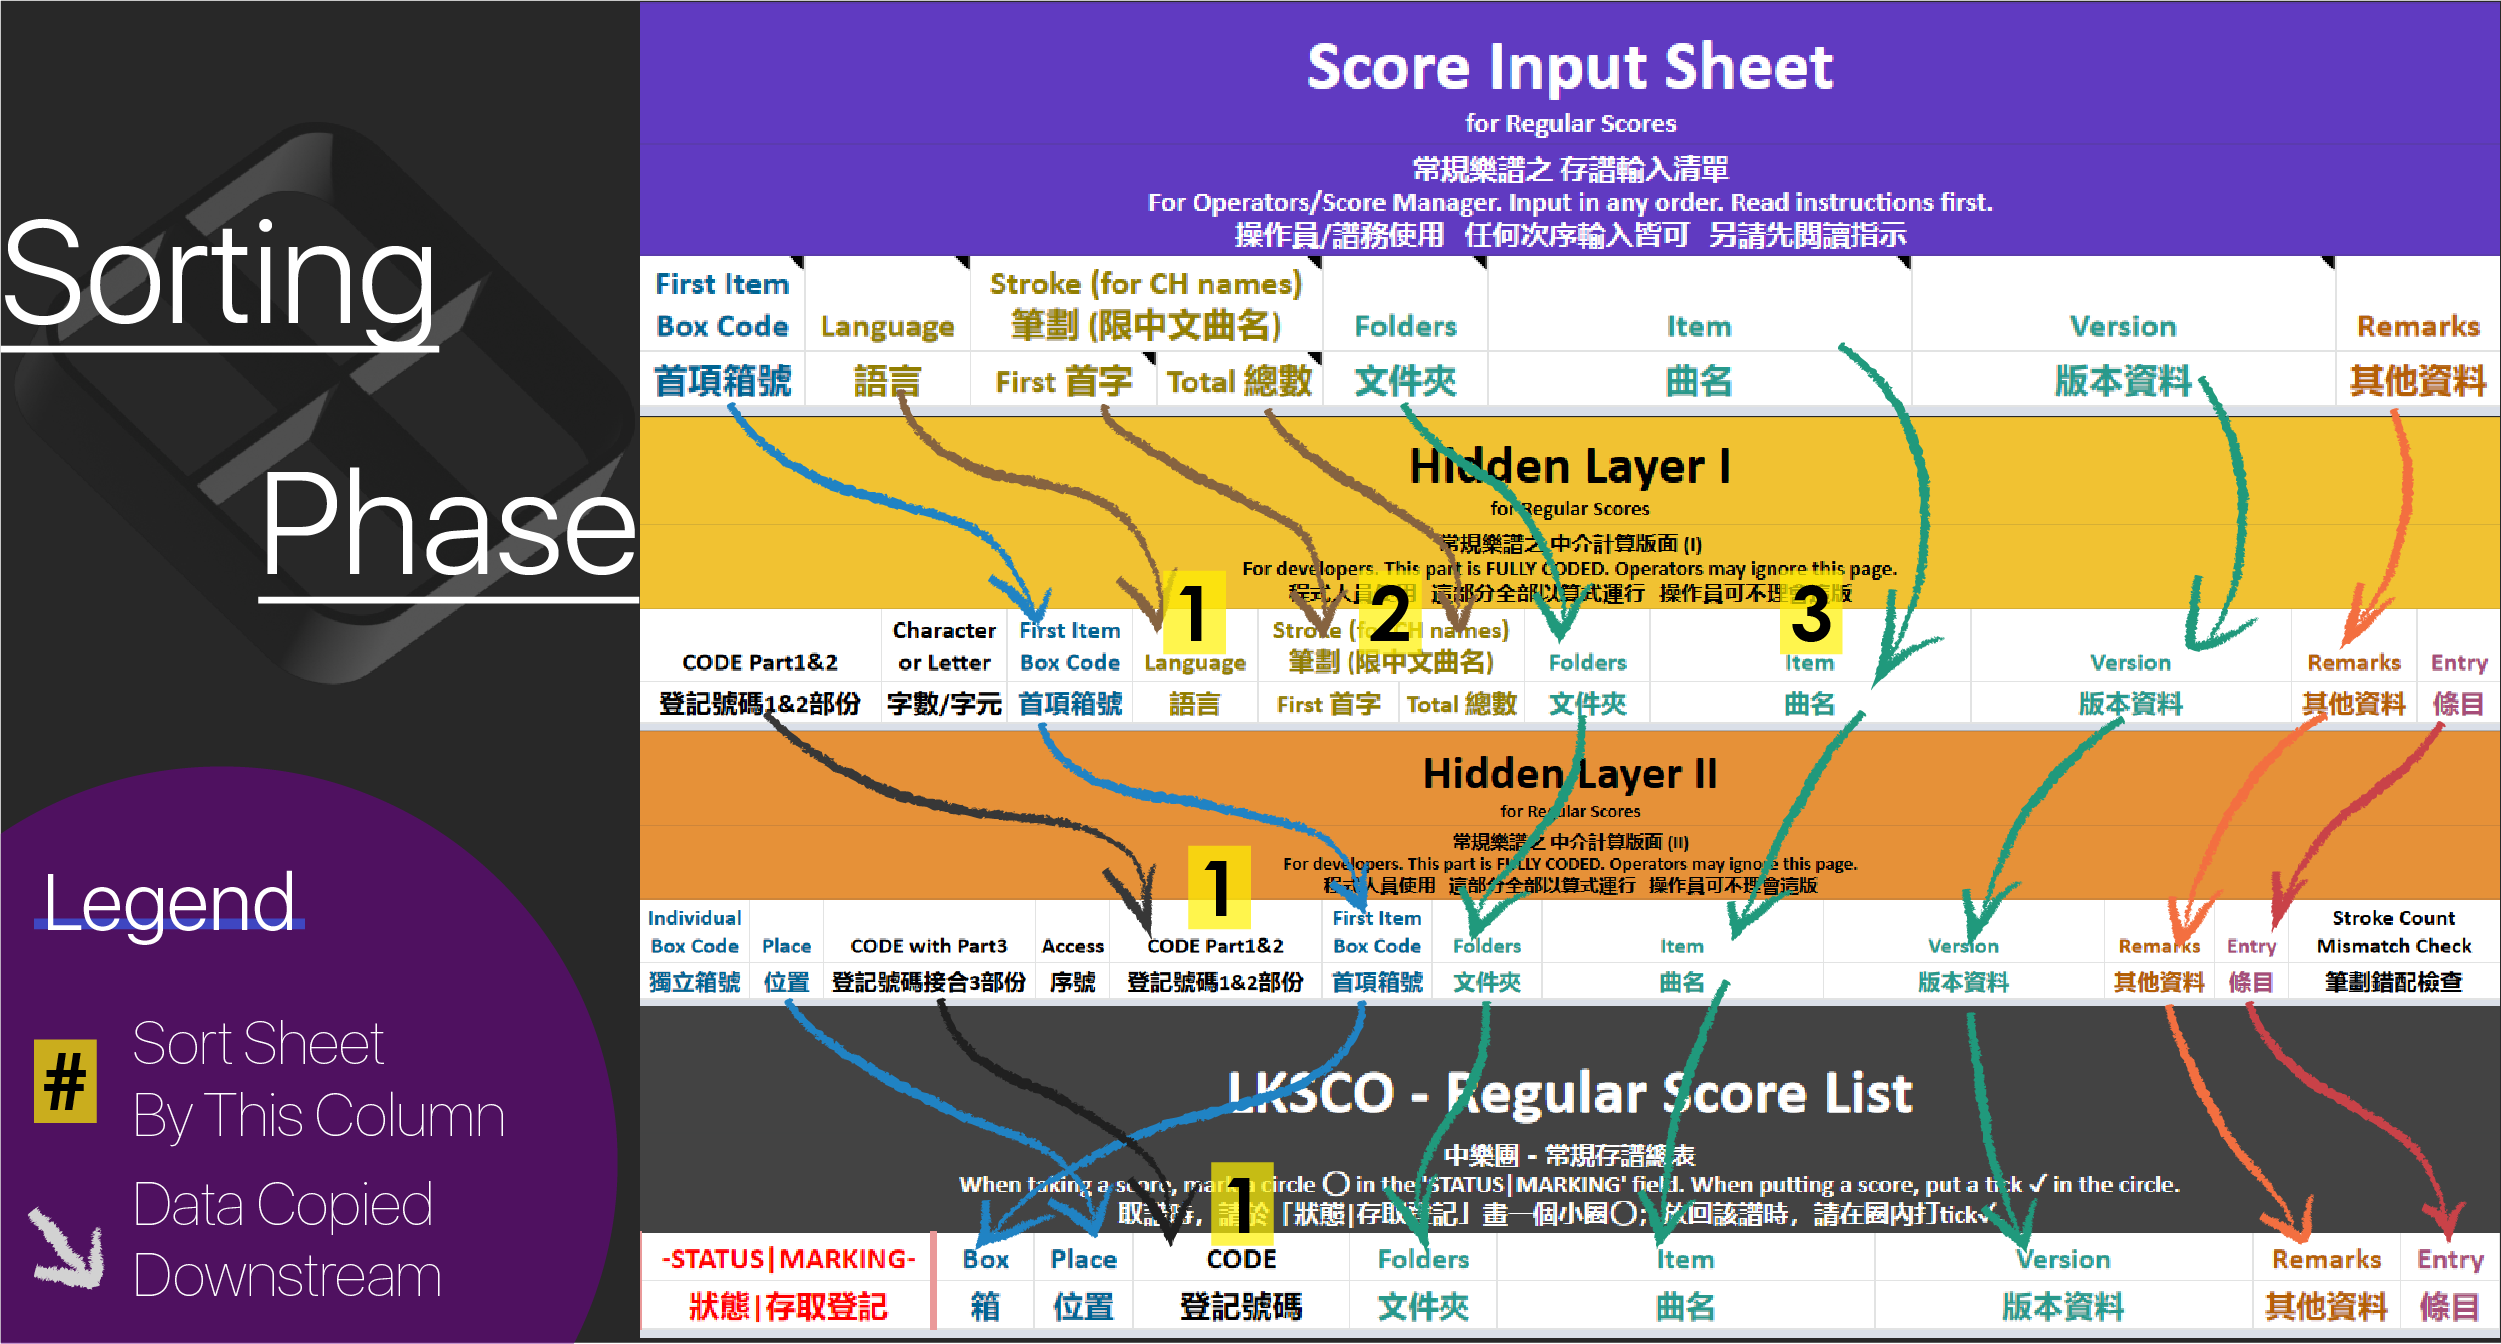 Sorting
Phase
Legend
#
Sort Sheet
By This Column
Data Copied
Downstream
Score Input Sheet
for Regular Scores
常規樂譜之 存譜輸入清單
For Operators/Score Manager. Input in any order. Read instructions first.
操作員/譜務使用 任何次序輸入皆可 另請先閱讀指示
First Item
Box Code
Language
Stroke (for CH names)
筆劃 (限中文曲名)
Folders
Item
Version
Remarks
首項箱號
語言
First 首字
Total 總數
文件夾
曲名
版本資料
其他資料
Hidden Layer I
for Regular Scores
常規樂譜之 中介計算版面 (I)
For developers. This part is FULLY CODED. Operators may ignore this page.
程式人員使用 這部分全部以算式運行 操作員可不理會這版
1
2
3
CODE Part1&2
Character
or Letter
First Item
Box Code
Language
Stroke (for CH names)
筆劃 (限中文曲名)
Folders
Item
Version
Remarks
Entry
登記號碼1&2部份
字數/字元
首項箱號
語言
First 首字
Total 總數
文件夾
曲名
版本資料
其他資料
條目
Hidden Layer II
for Regular Scores
常規樂譜之 中介計算版面 (II)
For developers. This part is FULLY CODED. Operators may ignore this page.
程式人員使用 這部分全部以算式運行 操作員可不理會這版
1
Individual
Box Code
Place
CODE with Part3
Access
CODE Part1&2
First Item
Box Code
Folders
Item
Version
Remarks
Entry
Stroke Count
Mismatch Check
獨立箱號
位置
登記號碼接合3部份
序號
登記號碼1&2部份
首項箱號
文件夾
曲名
版本資料
其他資料
條目
筆劃錯配檢查
LKSCO - Regular Score List
中樂團 - 常規存譜總表
When taking a score, mark a circle ◯ in the 'STATUS|MARKING' field. When putting a score, put a tick ✓ in the circle.
取譜時，請於「狀態|存取登記」畫一個小圈◯；放回該譜時，請在圈內打tick✓
1
-STATUS|MARKING-
Box
Place
CODE
Folders
Item
Version
Remarks
Entry
狀態|存取登記
箱
位置
登記號碼
文件夾
曲名
版本資料
其他資料
條目